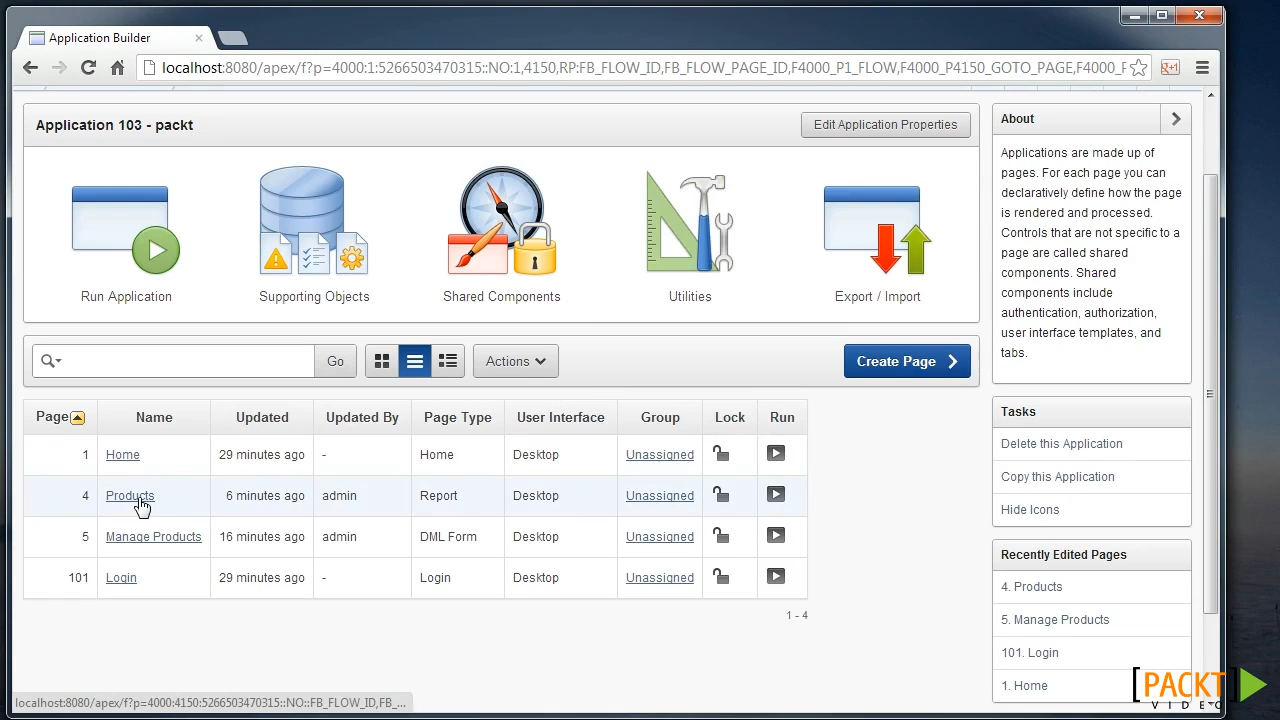 Application Builder
localhost:8080/apex/f?p=4000:1:5266503470315::NO:1,4150,RP:FB_FLOW_ID,FB_FLOW_PAGE_ID,F4000_P1_FLOW,F4000_P4150_GOTO_PAGE,F4000_F
Application 103 - packt
Edit Application Properties
Run Application
Supporting Objects
Shared Components
Utilities
Export / Import
Go
Actions
Create Page
Page Name Updated Updated By Page Type User Interface Group Lock Run
1 Home 29 minutes ago - Home Desktop Unassigned
4 Products 6 minutes ago admin Report Desktop Unassigned
5 Manage Products 16 minutes ago admin DML Form Desktop Unassigned
101 Login 29 minutes ago - Login Desktop Unassigned
1 - 4
About
Applications are made up of
pages. For each page you can
declaratively define how the page
is rendered and processed.
Controls that are not specific to a
page are called shared
components. Shared
components include
authentication, authorization,
user interface templates, and
tabs.
Tasks
Delete this Application
Copy this Application
Hide Icons
Recently Edited Pages
4. Products
5. Manage Products
101. Login
1. Home
localhost:8080/apex/f?p=4000:4150:5266503470315::NO::FB_FLOW_ID,FB_...
[PACKT]
VIDEO